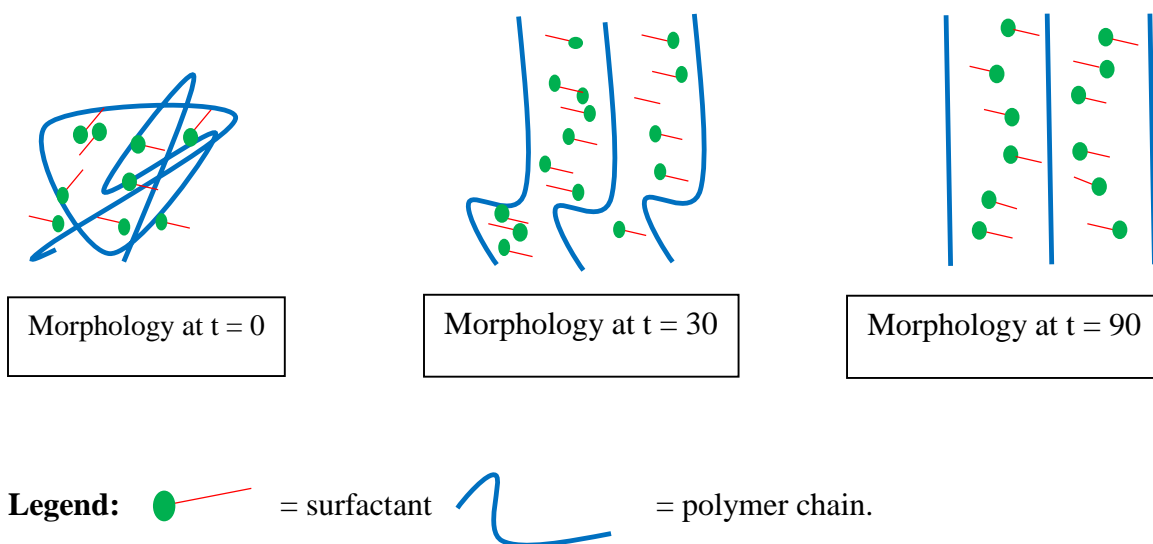 Morphology at t = 0
Morphology at t = 30
Morphology at t = 90
Legend: = surfactant = polymer chain.